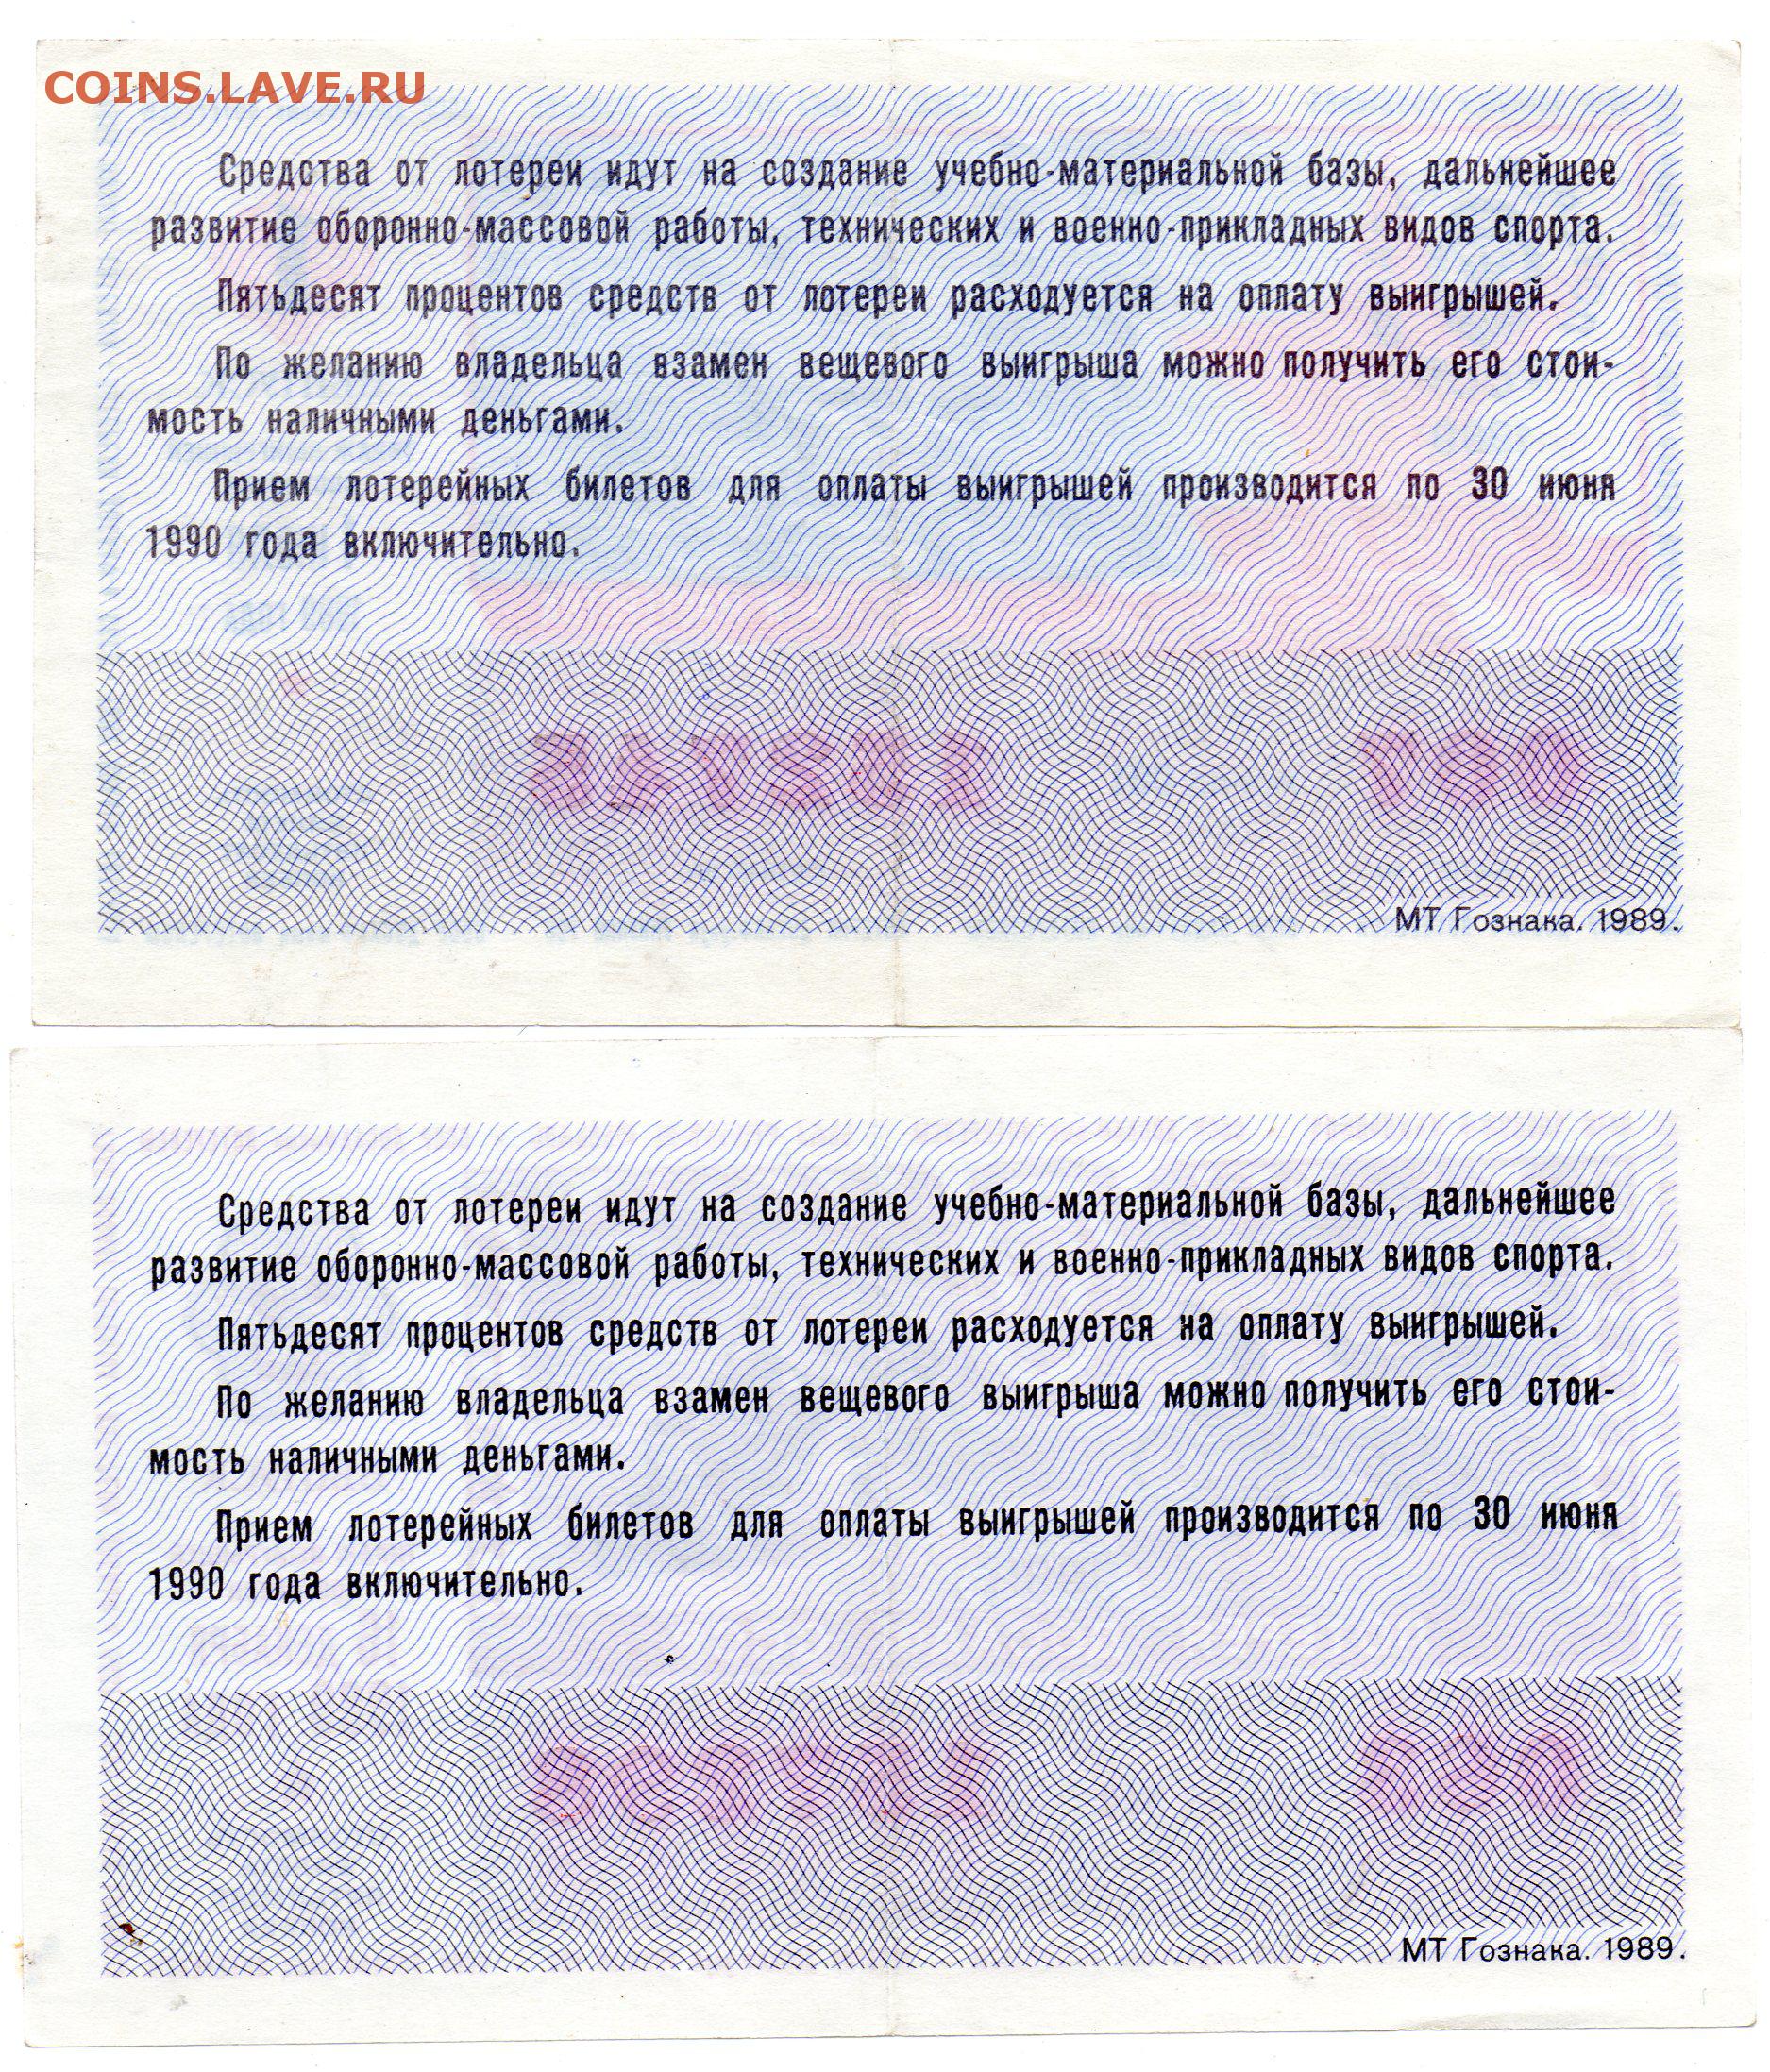 COINS.LAVE.RU
Средства от лотереи идут на создание учебно-материальной базы, дальнейшее
развитие оборонно-массовой работы, технических и военно-прикладных видов спорта.
Пятьдесят процентов средств от лотереи расходуется на оплату выигрышей.
По желанию владельца взамен вещевого выигрыша можно получить его стои-
мость наличными деньгами.
Прием лотерейных билетов для оплаты выигрышей производится по 30 июня
1990 года включительно.
МТ Гознака. 1989.
Средства от лотереи идут на создание учебно-материальной базы, дальнейшее
развитие оборонно-массовой работы, технических и военно-прикладных видов спорта.
Пятьдесят процентов средств от лотереи расходуется на оплату выигрышей.
По желанию владельца взамен вещевого выигрыша можно получить его стои-
мость наличными деньгами.
Прием лотерейных билетов для оплаты выигрышей производится по 30 июня
1990 года включительно.
МТ Гознака. 1989.